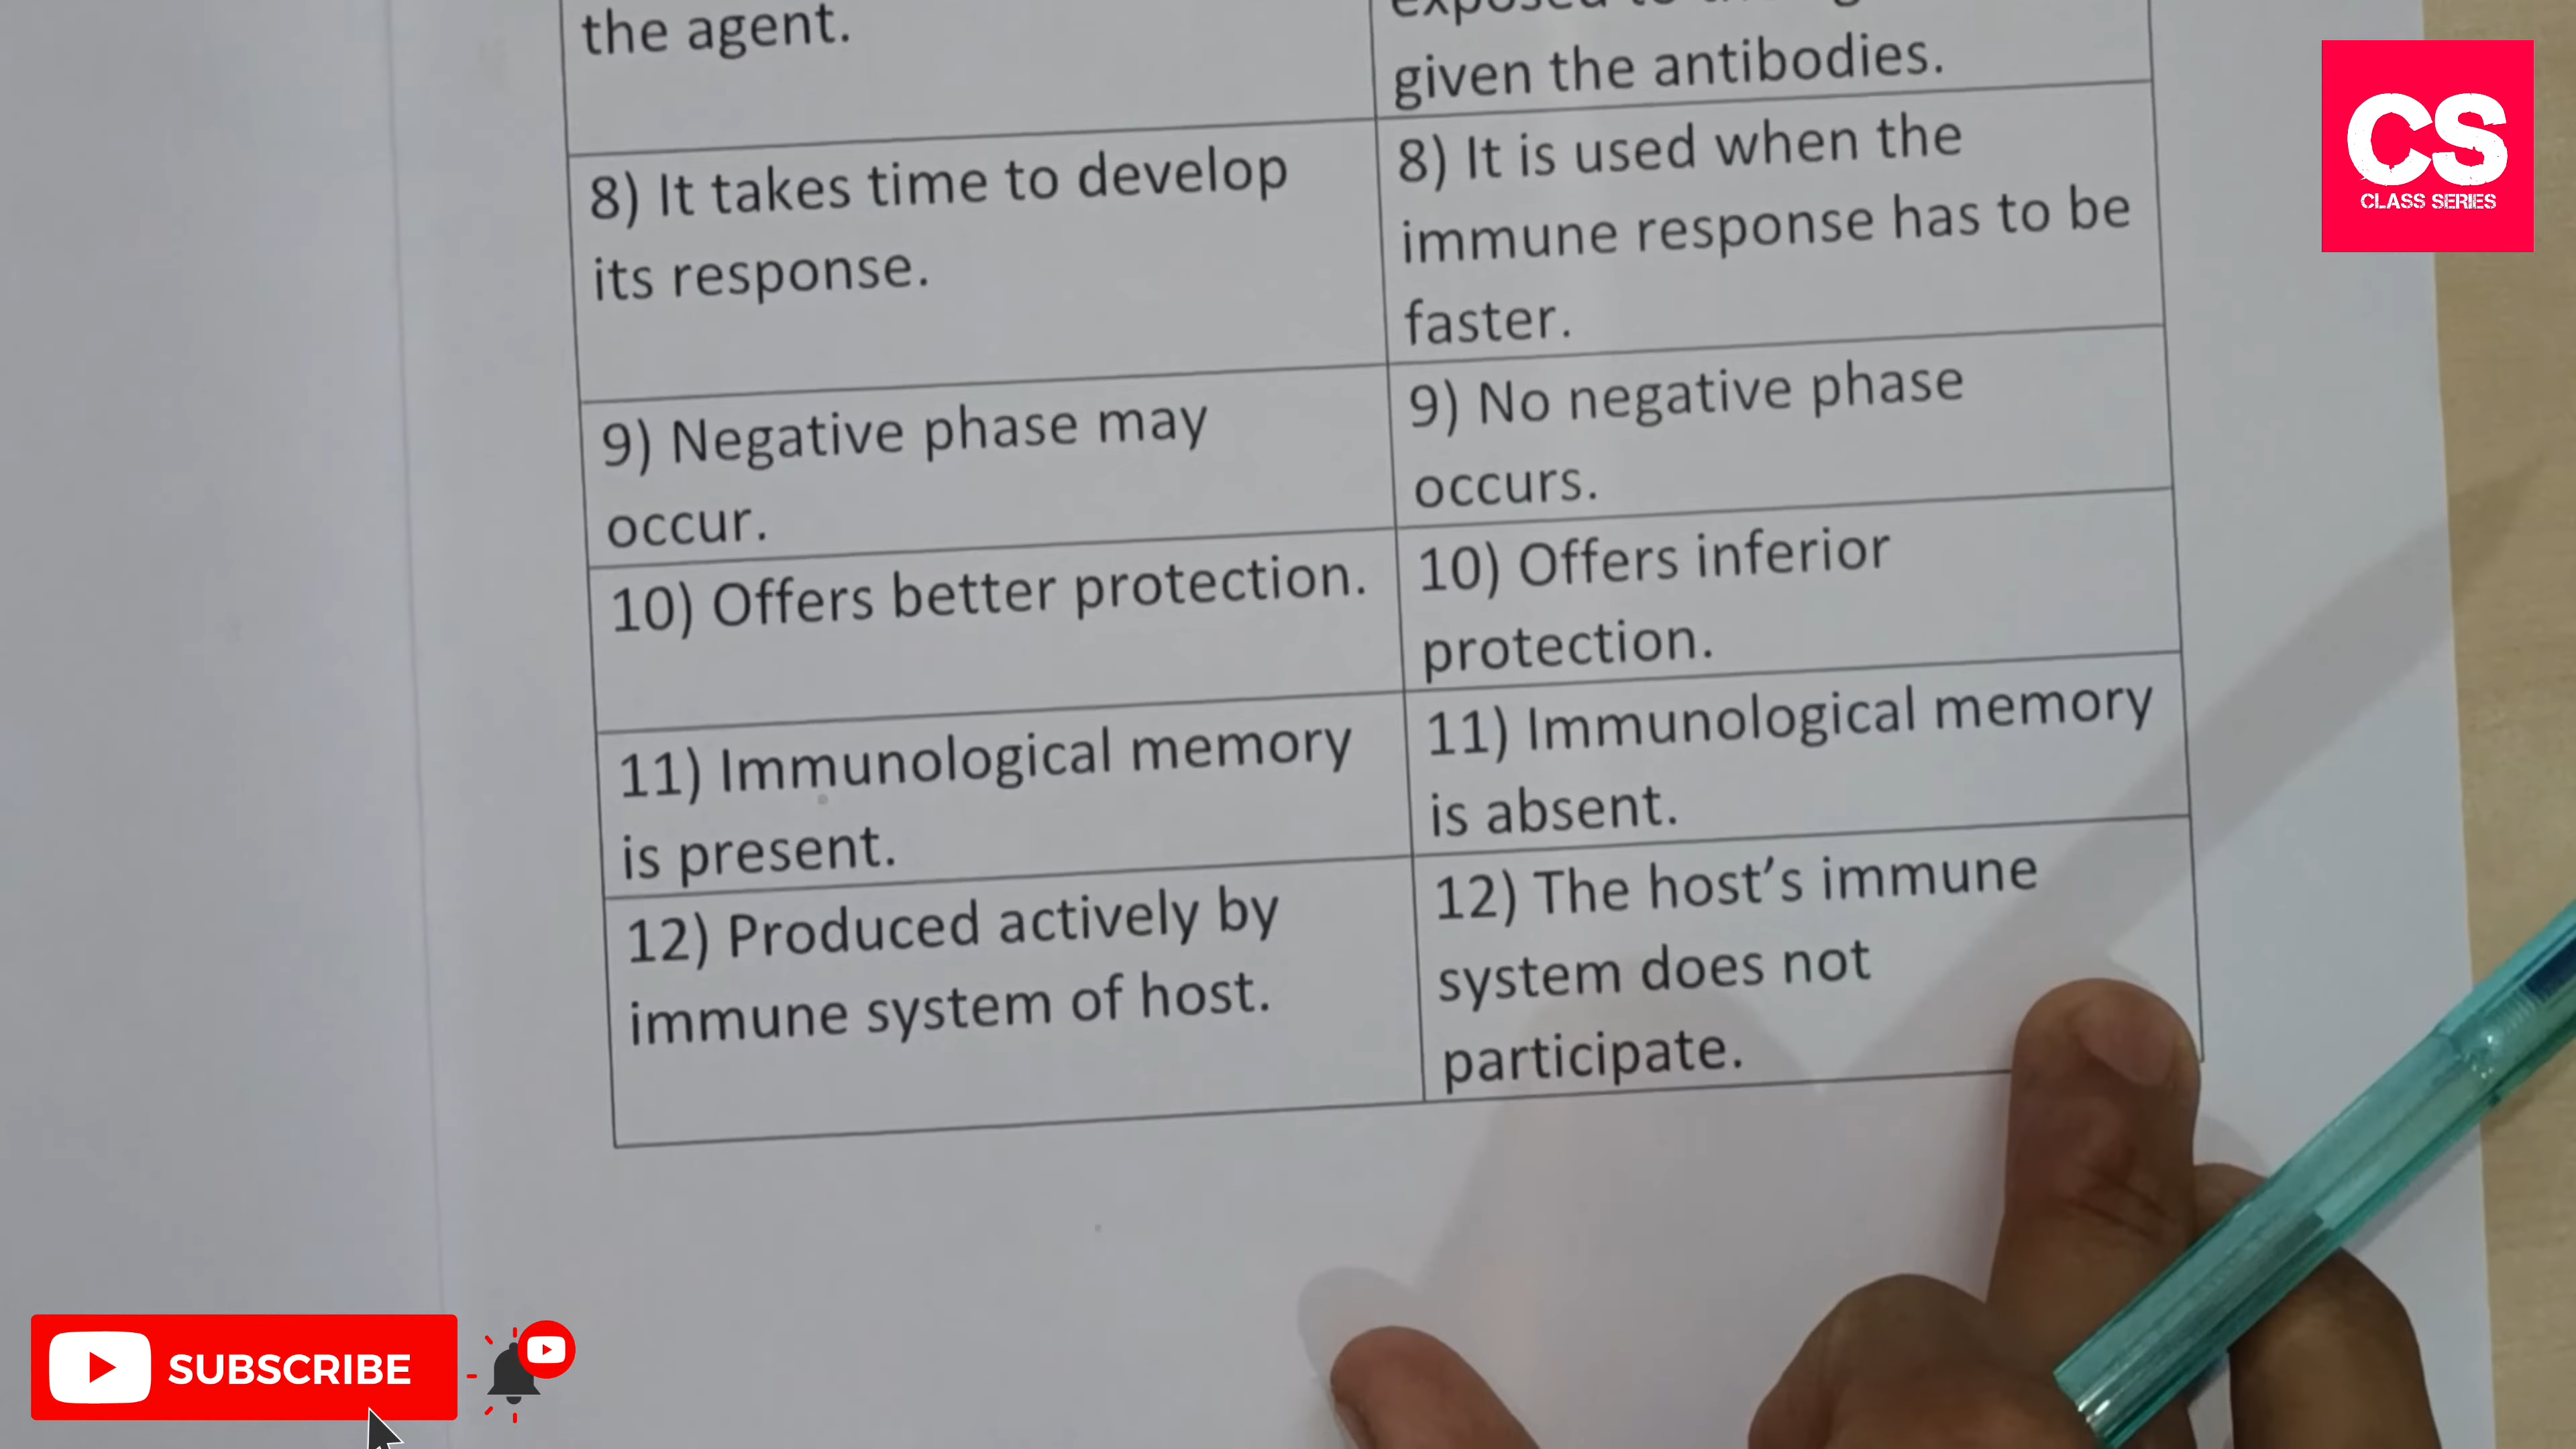 the agent.
given the antibodies.
8) It takes time to develop
its response.
8) It is used when the
immune response has to be
faster.
9) Negative phase may
occur.
9) No negative phase
occurs.
10) Offers better protection.
10) Offers inferior
protection.
11) Immunological memory
is present.
11) Immunological memory
is absent.
12) Produced actively by
immune system of host.
12) The host's immune
system does not
participate.
CS
CLASS SERIES
SUBSCRIBE